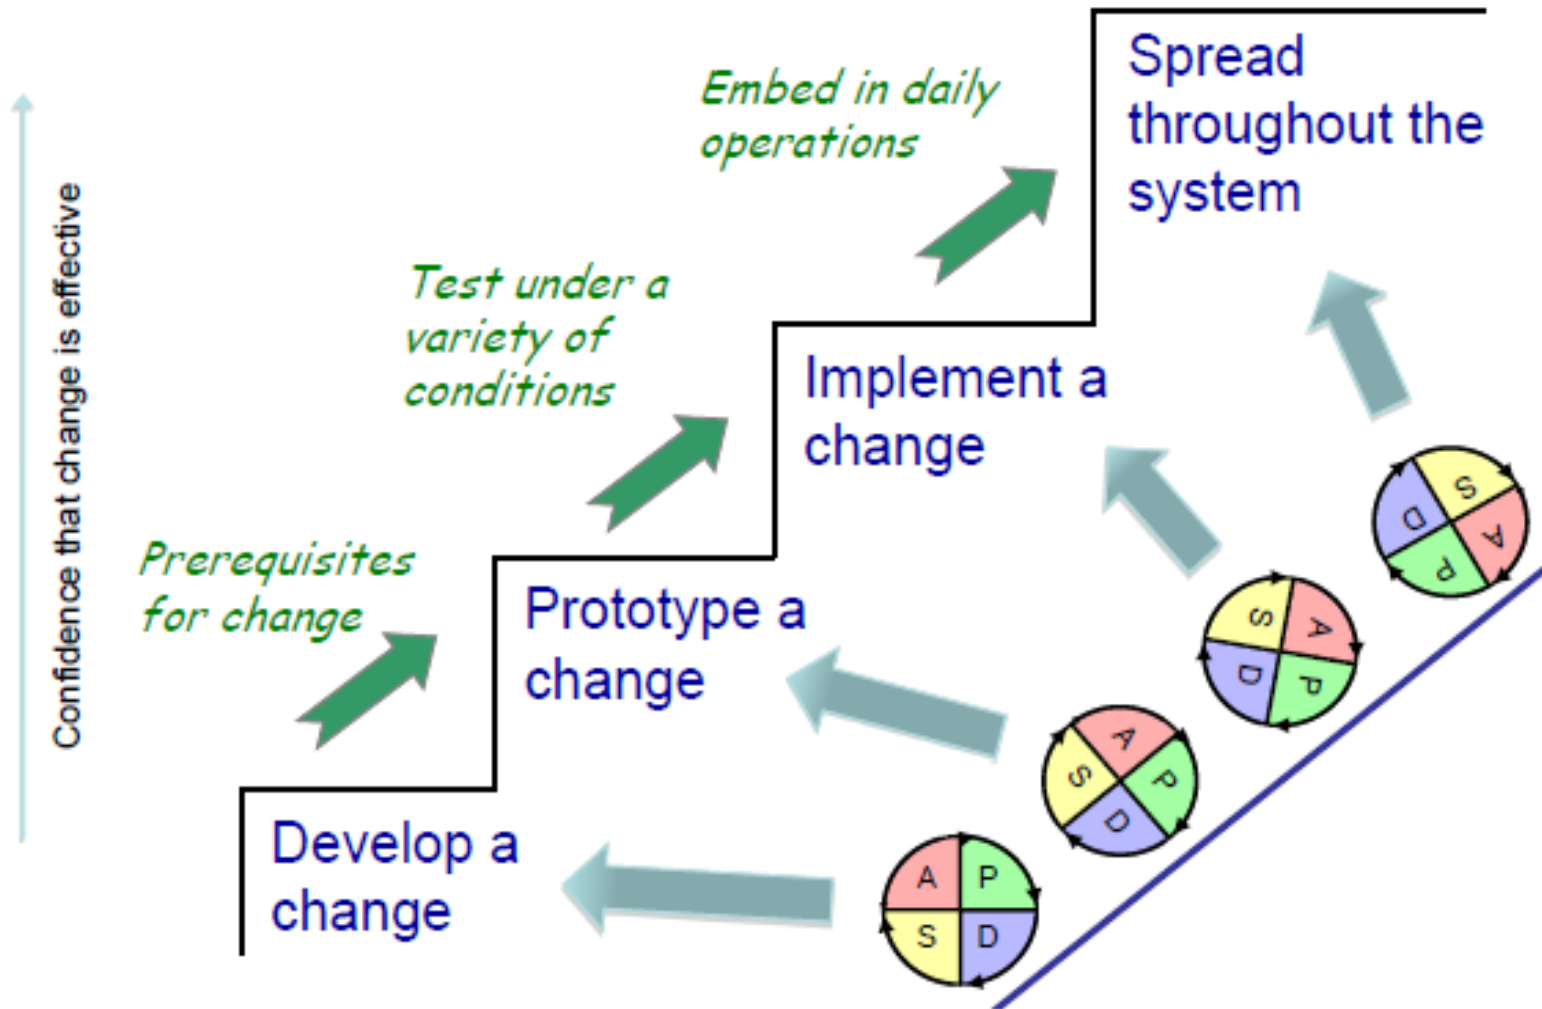 Confidence that change is effective
Embed in daily
operations
Spread
throughout the
system
Test under a
variety of
conditions
Implement a
change
Prerequisites
for change
Prototype a
change
Develop a
change
S
D A
P
S A
D P
A
S P
D
A P
S D